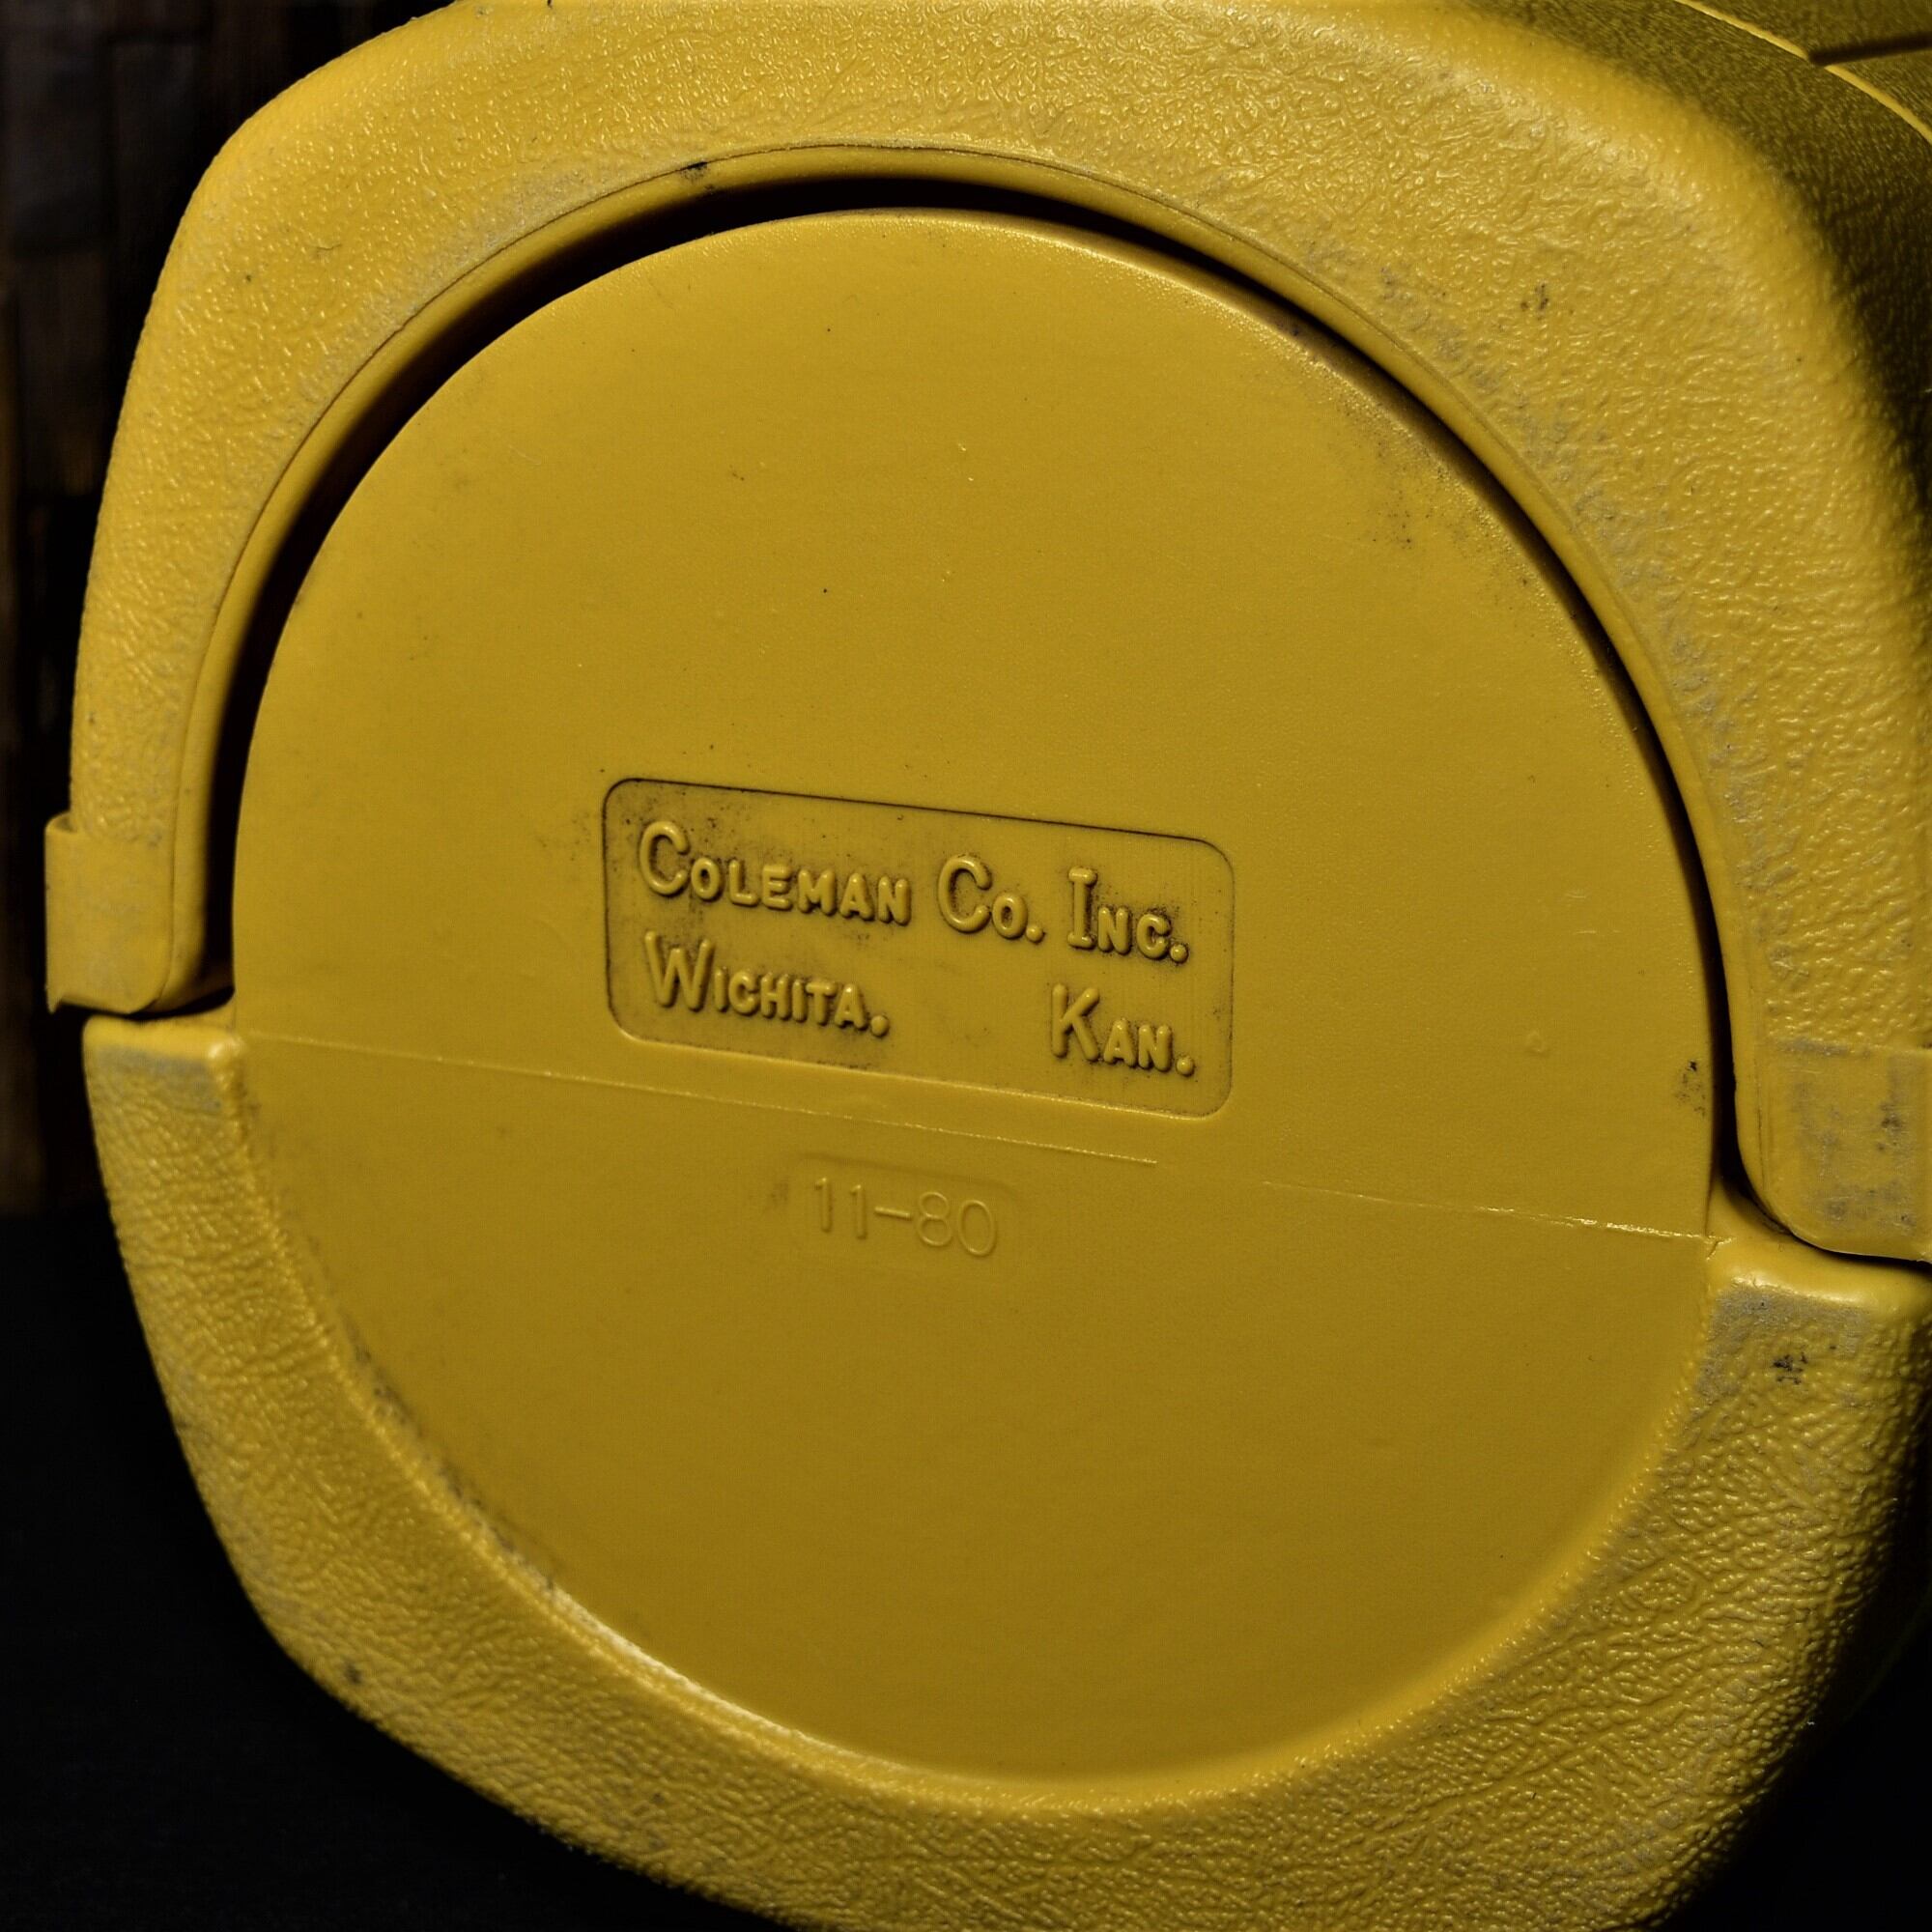 Coleman Co. Inc.
Wichita. Kan.
11-80